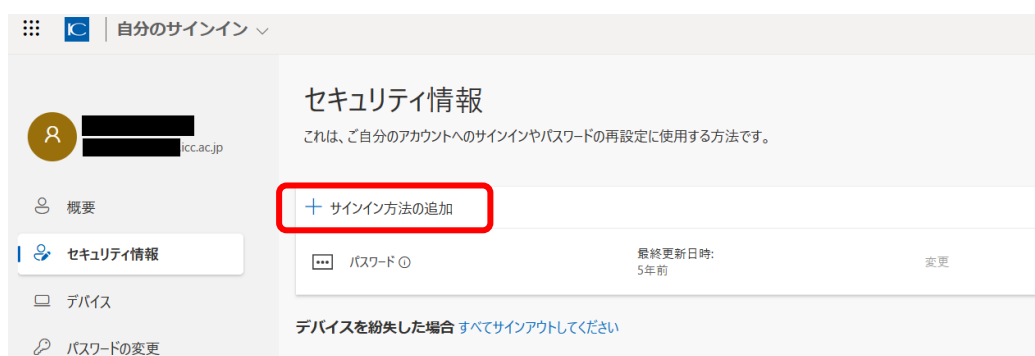 IC 自分のサインイン
セキュリティ情報
これは、ご自分のアカウントへのサインインやパスワードの再設定に使用する方法です。
icc.ac.jp
概要
セキュリティ情報
デバイス
パスワードの変更
+ サインイン方法の追加
パスワード
最終更新日時:
5年前
変更
デバイスを紛失した場合 すべてサインアウトしてください